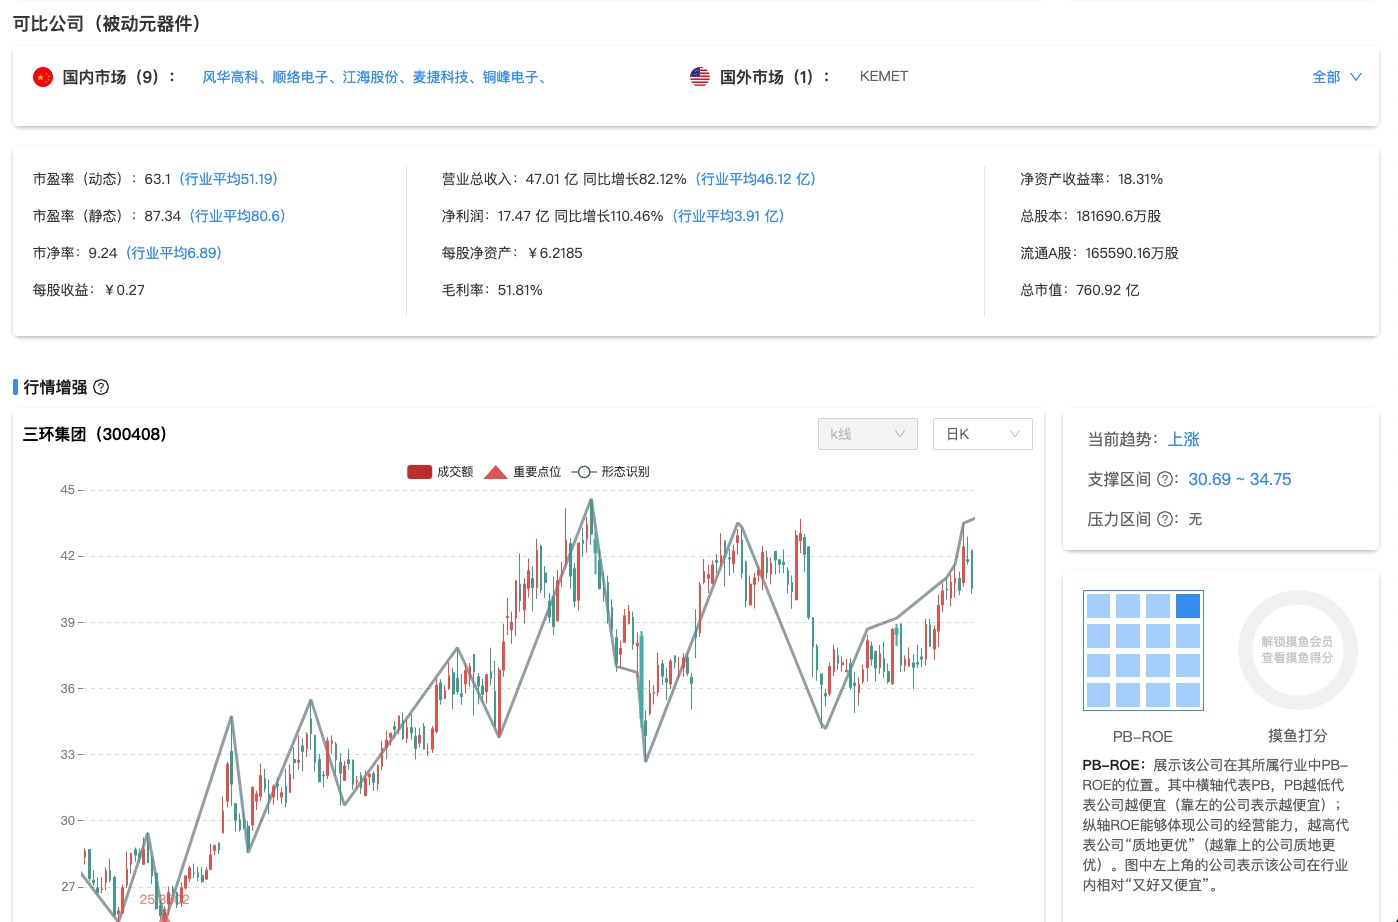 可比公司（被动元器件）
国内市场（9）： 风华高科、顺络电子、江海股份、麦捷科技、铜峰电子、 国外市场（1）： KEMET 全部
市盈率（动态）：63.1（行业平均51.19） 营业总收入：47.01 亿 同比增长82.12%（行业平均46.12 亿） 净资产收益率：18.31%
市盈率（静态）：87.34（行业平均80.6） 净利润：17.47 亿 同比增长110.46%（行业平均3.91 亿） 总股本：181690.6万股
市净率：9.24（行业平均6.89） 每股净资产：￥6.2185 流通A股：165590.16万股
每股收益：￥0.27 毛利率：51.81% 总市值：760.92 亿
行情增强 ?
三环集团（300408） k线 日K
成交额 重要点位 形态识别
45
42
39
36
33
30
27
当前趋势：上涨
支撑区间 ?：30.69 ~ 34.75
压力区间 ?：无
解锁摸鱼会员
查看摸鱼得分
PB-ROE 摸鱼打分
PB-ROE：展示该公司在其所属行业中PB-
ROE的位置。其中横轴代表PB，PB越低代
表公司越便宜（靠左的公司表示越便宜）；
纵轴ROE能够体现公司的经营能力，越高代
表公司“质地更优”（越靠上的公司质地更
优）。图中左上角的公司表示该公司在行业
内相对“又好又便宜”。